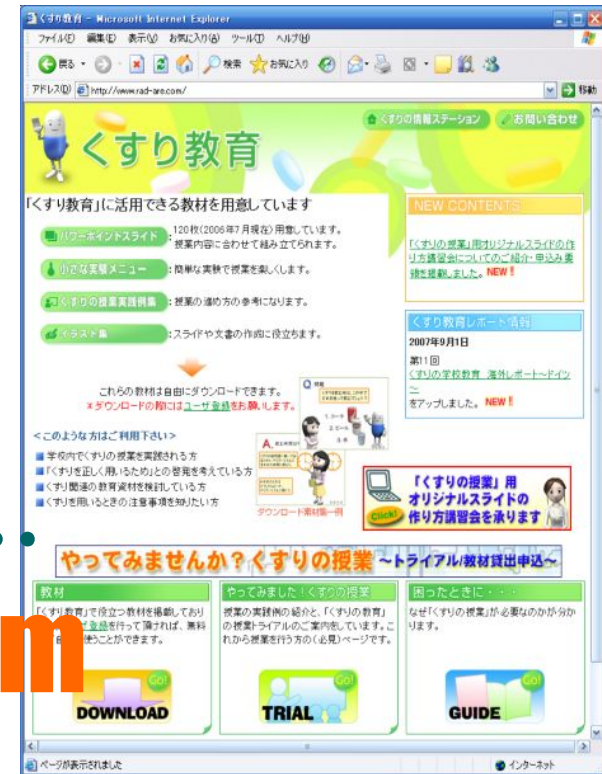 くすり教育 - Microsoft Internet Explorer
ファイル(F) 編集(E) 表示(V) お気に入り(A) ツール(T) ヘルプ(H)
戻る 検索 お気に入り
アドレス(D) http://www.rad-are.com/ 移動
くすりの情報ステーション お問い合わせ
くすり教育
「くすり教育」に活用できる教材を用意しています
パワーポイントスライド :120枚(2006年7月現在)用意しています。
授業内容に合わせて組み立てられます。
小さな実験メニュー :簡単な実験で授業を楽しくします。
くすりの授業実践例集 :授業の進め方の参考になります。
イラスト集 :スライドや文書の作成に役立ちます。
これらの教材は自由にダウンロードできます。
*ダウンロードの際にはユーザ登録をお願いします。
<このような方はご利用下さい>
学校内でくすりの授業を実践される方
「くすりを正しく用いるため」との啓発を考えている方
くすり関連の教育資材を検討している方
くすりを用いるときの注意事項を知りたい方
Q 問題
1. コーラ
2. ビール
3. 水
A.
ダウンロード素材集一例
NEW CONTENTS
「くすりの授業」用オリジナルスライドの作
り方講習会についてのご紹介・申込み要
領を掲載しました。NEW!
くすり教育レポート情報
2007年9月1日
第11回
くすりの学校教育 海外レポート~ドイツ
~
をアップしました。NEW!
Click!
「くすりの授業」用
オリジナルスライドの
作り方講習会を承ります
やってみませんか?くすりの授業 ~トライアル/教材貸出申込~
教材
「くすり教育」で役立つ教材を掲載しており
登録を行って頂ければ、無料
使うことができます。
Go!
DOWNLOAD
やってみました!くすりの授業
授業の実践例の紹介と、「くすりの教育」
の授業トライアルのご案内をしています。こ
れから授業を行う方の(必見)ページです。
Go!
TRIAL
困ったときに・・・
なぜ「くすりの授業」が必要なのかが分か
ります。
Go!
GUIDE
m
ページが表示されました インターネット